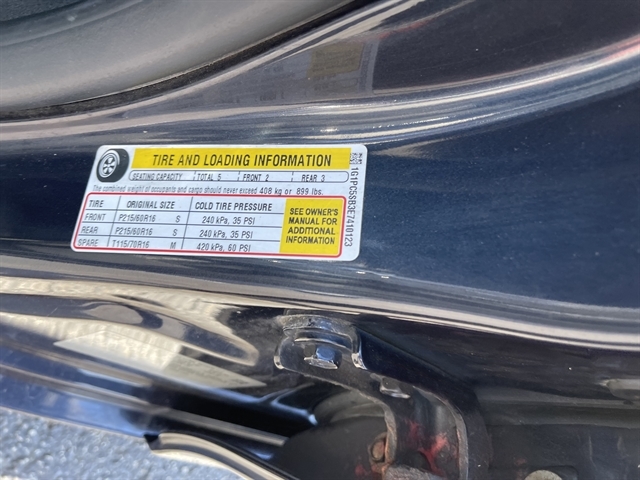 TIRE AND LOADING INFORMATION
SEATING CAPACITY TOTAL 5 FRONT 2 REAR 3
The combined weight of occupants and cargo should never exceed 408 kg or 899 lbs.
TIRE ORIGINAL SIZE COLD TIRE PRESSURE
FRONT P215/60R16 S 240 kPa, 35 PSI
REAR P215/60R16 S 240 kPa, 35 PSI
SPARE T115/70R16 M 420 kPa, 60 PSI
SEE OWNER'S
MANUAL FOR
ADDITIONAL
INFORMATION
1G1PC5SB3E7410123